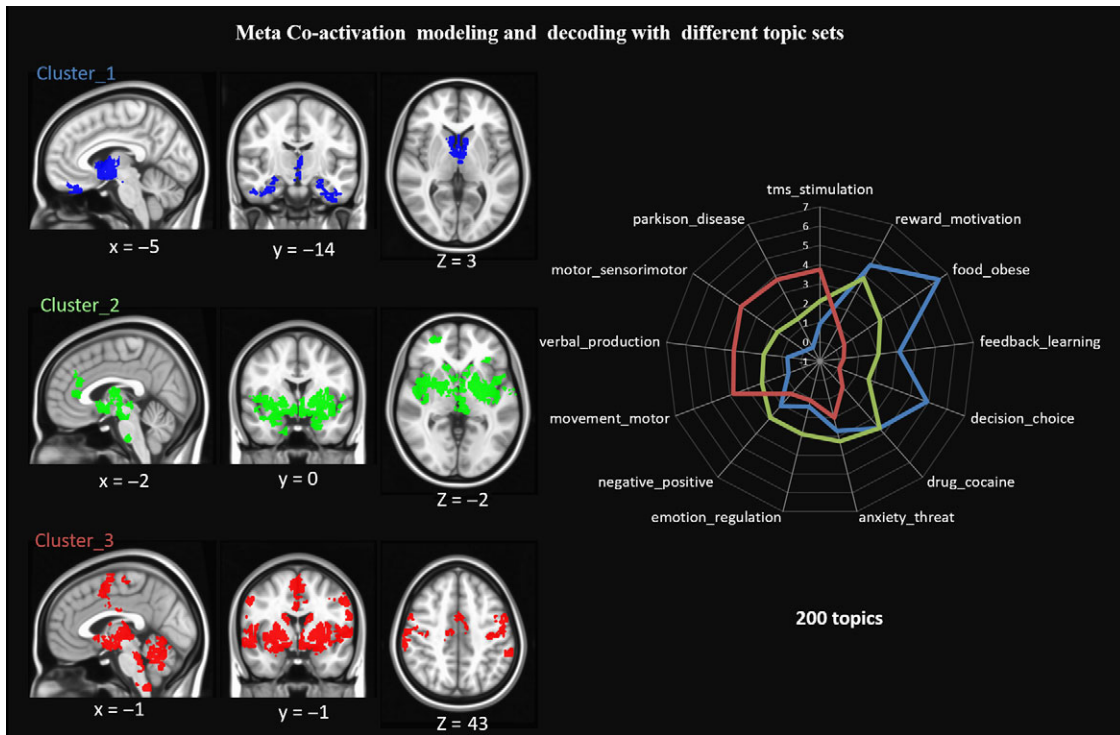 Meta Co-activation modeling and decoding with different topic sets
Cluster_1
x = −5
y = −14
Z = 3
Cluster_2
x = −2
y = 0
Z = −2
Cluster_3
x = −1
y = −1
Z = 43
tms_stimulation
reward_motivation
food_obese
feedback_learning
decision_choice
drug_cocaine
anxiety_threat
emotion_regulation
negative_positive
movement_motor
verbal_production
motor_sensorimotor
parkison_disease
7
6
5
4
3
2
1
0
-1
200 topics